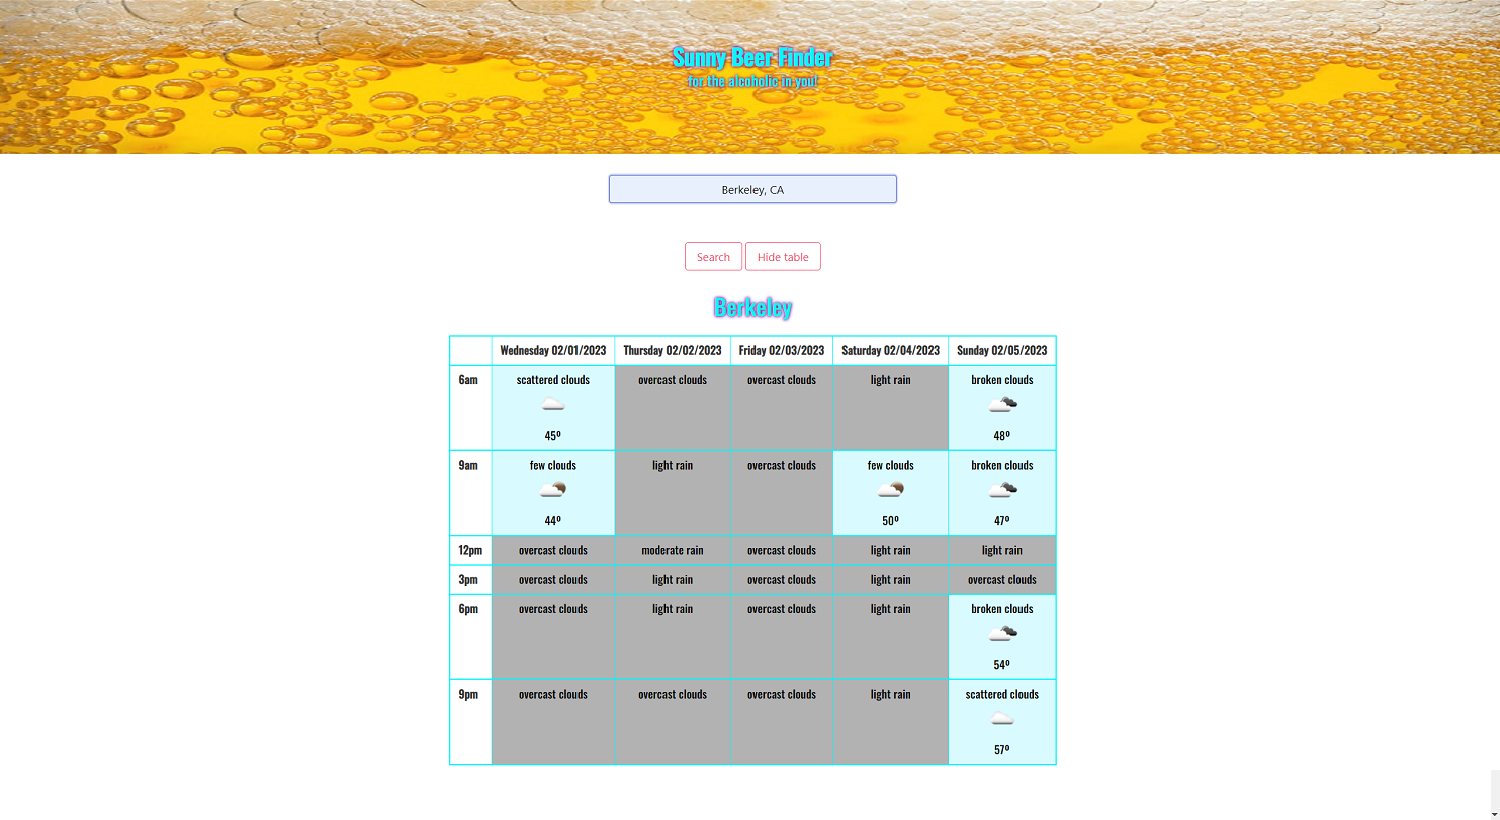 Sunny Beer Finder
for the alcoholic in you!
Berkeley, CA
Search Hide table
Berkeley
Wednesday 02/01/2023 Thursday 02/02/2023 Friday 02/03/2023 Saturday 02/04/2023 Sunday 02/05/2023
6am scattered clouds overcast clouds overcast clouds light rain broken clouds
45º 48º
9am few clouds light rain overcast clouds few clouds broken clouds
44º 50º 47º
12pm overcast clouds moderate rain overcast clouds light rain light rain
3pm overcast clouds light rain overcast clouds light rain overcast clouds
6pm overcast clouds light rain overcast clouds light rain broken clouds
54º
9pm overcast clouds overcast clouds overcast clouds light rain scattered clouds
57º